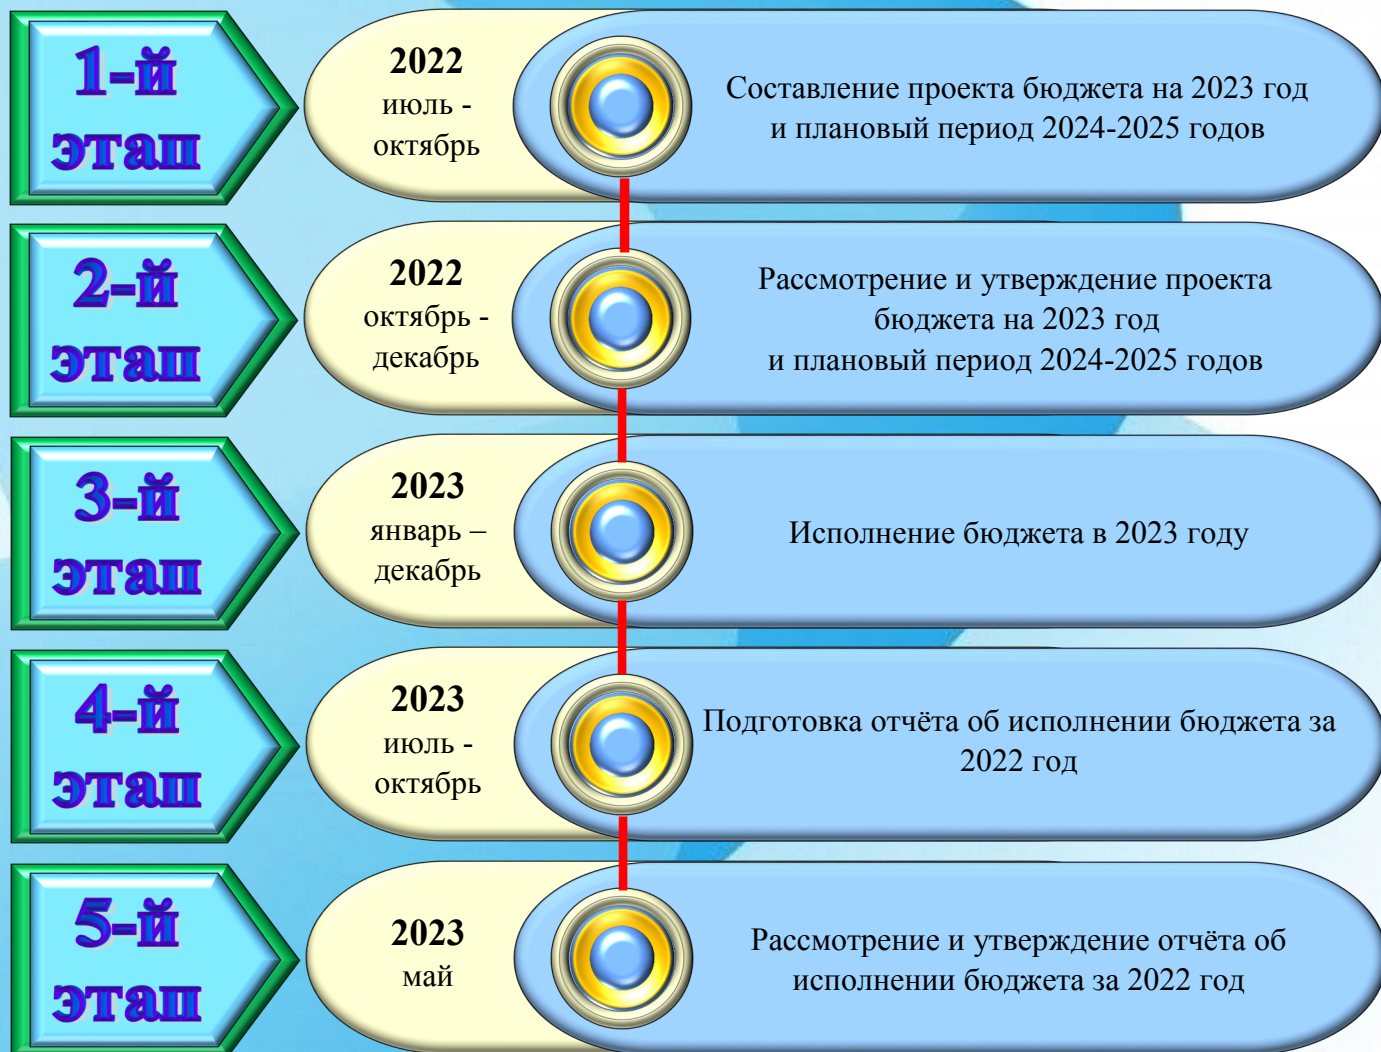 1-й
этап
2022
июль -
октябрь
Составление проекта бюджета на 2023 год
и плановый период 2024-2025 годов
2-й
этап
2022
октябрь -
декабрь
Рассмотрение и утверждение проекта
бюджета на 2023 год
и плановый период 2024-2025 годов
3-й
этап
2023
январь –
декабрь
Исполнение бюджета в 2023 году
4-й
этап
2023
июль -
октябрь
Подготовка отчёта об исполнении бюджета за
2022 год
5-й
этап
2023
май
Рассмотрение и утверждение отчёта об
исполнении бюджета за 2022 год